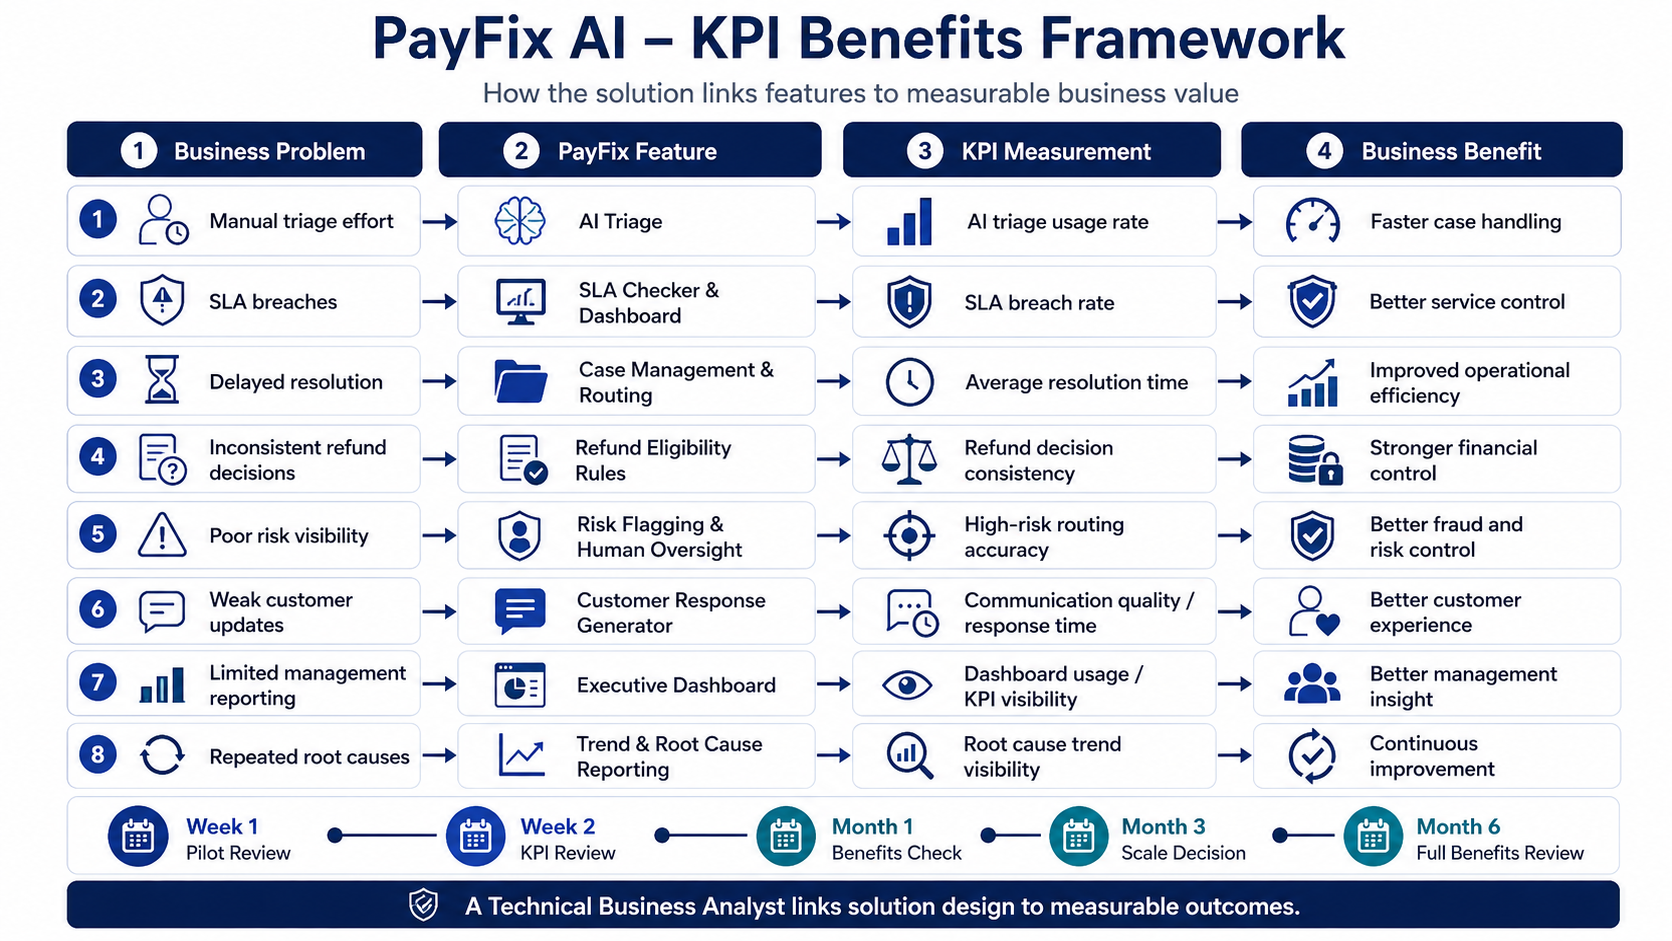 PayFix AI – KPI Benefits Framework
How the solution links features to measurable business value
1 Business Problem
2 PayFix Feature
3 KPI Measurement
4 Business Benefit
1 Manual triage effort
AI Triage
AI triage usage rate
Faster case handling
2 SLA breaches
SLA Checker &
Dashboard
SLA breach rate
Better service control
3 Delayed resolution
Case Management &
Routing
Average resolution time
Improved operational
efficiency
4 Inconsistent refund
decisions
Refund Eligibility
Rules
Refund decision
consistency
Stronger financial
control
5 Poor risk visibility
Risk Flagging &
Human Oversight
High-risk routing
accuracy
Better fraud and
risk control
6 Weak customer
updates
Customer Response
Generator
Communication quality /
response time
Better customer
experience
7 Limited management
reporting
Executive Dashboard
Dashboard usage /
KPI visibility
Better management
insight
8 Repeated root causes
Trend & Root Cause
Reporting
Root cause trend
visibility
Continuous
improvement
Week 1
Pilot Review
Week 2
KPI Review
Month 1
Benefits Check
Month 3
Scale Decision
Month 6
Full Benefits Review
A Technical Business Analyst links solution design to measurable outcomes.